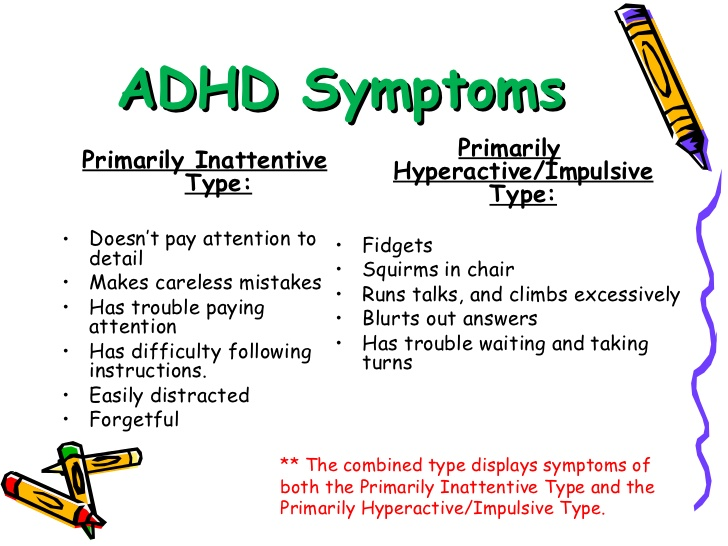 ADHD Symptoms
Primarily Inattentive
Type:
• Doesn't pay attention to
detail
• Makes careless mistakes
• Has trouble paying
attention
• Has difficulty following
instructions.
• Easily distracted
• Forgetful
Primarily
Hyperactive/Impulsive
Type:
• Fidgets
• Squirms in chair
• Runs talks, and climbs excessively
• Blurts out answers
• Has trouble waiting and taking
turns
** The combined type displays symptoms of
both the Primarily Inattentive Type and the
Primarily Hyperactive/Impulsive Type.